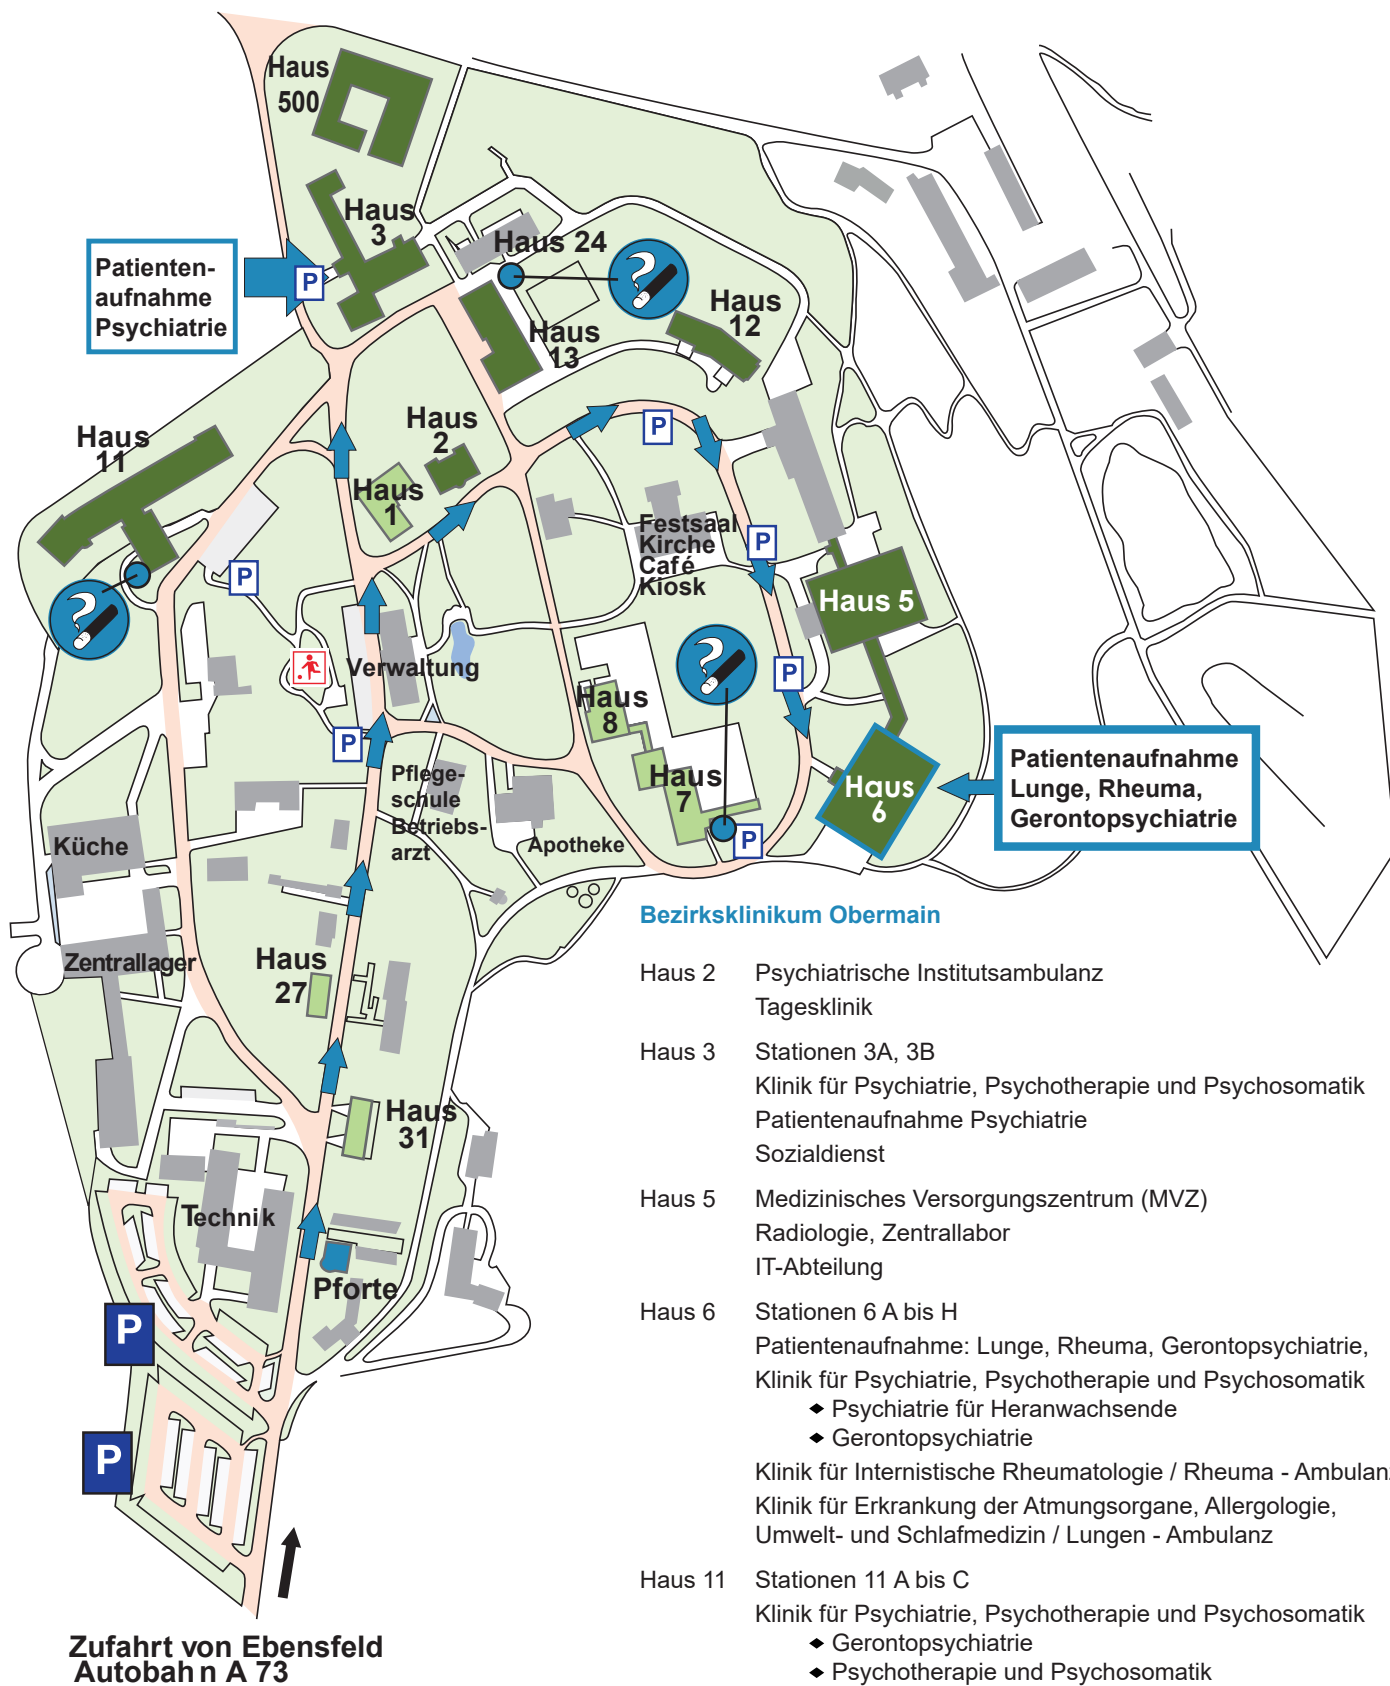 Haus
500
Haus
3
Haus 24
Patienten-
aufnahme
Psychiatrie
P
Haus
12
Haus
13
Haus
2
P
Haus
11
Haus
1
Festsaal
Kirche
Café
Kiosk
P
P
Haus 5
Verwaltung
P
Haus
8
P
Patientenaufnahme
Lunge, Rheuma,
Gerontopsychiatrie
Pflege-
schule
Betriebs-
arzt
Haus
7
Haus
6
P
Küche
Apotheke
Zentrallager
Haus
27
Haus
31
Technik
Pforte
P
P
Zufahrt von Ebensfeld
Autobahn A 73
Bezirksklinikum Obermain
Haus 2 Psychiatrische Institutsambulanz
Tagesklinik
Haus 3 Stationen 3A, 3B
Klinik für Psychiatrie, Psychotherapie und Psychosomatik
Patientenaufnahme Psychiatrie
Sozialdienst
Haus 5 Medizinisches Versorgungszentrum (MVZ)
Radiologie, Zentrallabor
IT-Abteilung
Haus 6 Stationen 6 A bis H
Patientenaufnahme: Lunge, Rheuma, Gerontopsychiatrie,
Klinik für Psychiatrie, Psychotherapie und Psychosomatik
◆ Psychiatrie für Heranwachsende
◆ Gerontopsychiatrie
Klinik für Internistische Rheumatologie / Rheuma - Ambulanz
Klinik für Erkrankung der Atmungsorgane, Allergologie,
Umwelt- und Schlafmedizin / Lungen - Ambulanz
Haus 11 Stationen 11 A bis C
Klinik für Psychiatrie, Psychotherapie und Psychosomatik
◆ Gerontopsychiatrie
◆ Psychotherapie und Psychosomatik